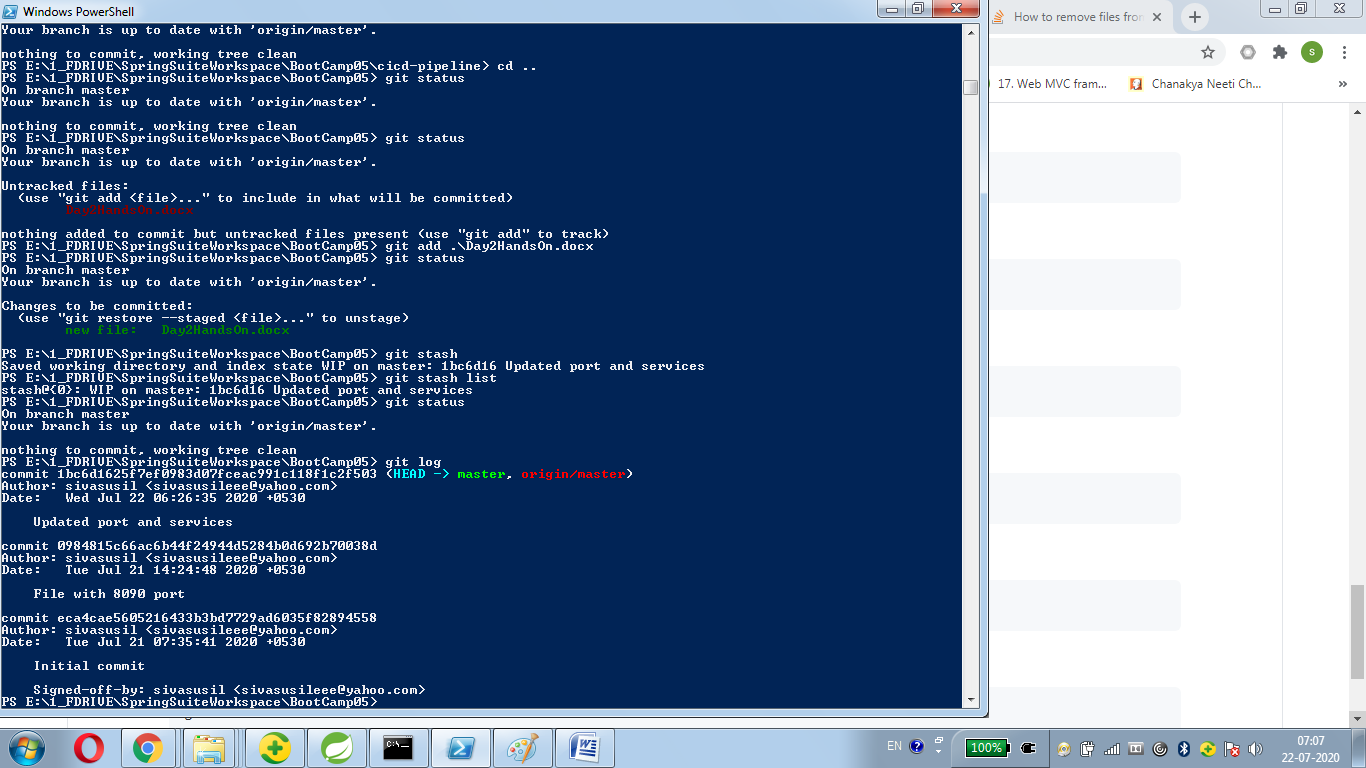 Windows PowerShell
Your branch is up to date with 'origin/master'.
nothing to commit, working tree clean
PS E:\1_FDRIVE\SpringSuiteWorkspace\BootCamp05\cicd-pipeline> cd ..
PS E:\1_FDRIVE\SpringSuiteWorkspace\BootCamp05> git status
On branch master
Your branch is up to date with 'origin/master'.
nothing to commit, working tree clean
PS E:\1_FDRIVE\SpringSuiteWorkspace\BootCamp05> git status
On branch master
Your branch is up to date with 'origin/master'.
Untracked files:
  (use "git add <file>..." to include in what will be committed)
        Day2HandsOn.docx
nothing added to commit but untracked files present (use "git add" to track)
PS E:\1_FDRIVE\SpringSuiteWorkspace\BootCamp05> git add .\Day2HandsOn.docx
PS E:\1_FDRIVE\SpringSuiteWorkspace\BootCamp05> git status
On branch master
Your branch is up to date with 'origin/master'.
Changes to be committed:
  (use "git restore --staged <file>..." to unstage)
        new file:   Day2HandsOn.docx
PS E:\1_FDRIVE\SpringSuiteWorkspace\BootCamp05> git stash
Saved working directory and index state WIP on master: 1bc6d16 Updated port and services
PS E:\1_FDRIVE\SpringSuiteWorkspace\BootCamp05> git stash list
stash@{0}: WIP on master: 1bc6d16 Updated port and services
PS E:\1_FDRIVE\SpringSuiteWorkspace\BootCamp05> git status
On branch master
Your branch is up to date with 'origin/master'.
nothing to commit, working tree clean
PS E:\1_FDRIVE\SpringSuiteWorkspace\BootCamp05> git log
commit 1bc6d1625f7ef0983d07fceac991c118f1c2f503 (HEAD -> master, origin/master)
Author: sivasusil <sivasusileee@yahoo.com>
Date:   Wed Jul 22 06:26:35 2020 +0530
    Updated port and services
commit 0984815c66ac6b44f24944d5284b0d692b70038d
Author: sivasusil <sivasusileee@yahoo.com>
Date:   Tue Jul 21 14:24:48 2020 +0530
    File with 8090 port
commit eca4cae5605216433b3bd7729ad6035f82894558
Author: sivasusil <sivasusileee@yahoo.com>
Date:   Tue Jul 21 07:35:41 2020 +0530
    Initial commit
    Signed-off-by: sivasusil <sivasusileee@yahoo.com>
PS E:\1_FDRIVE\SpringSuiteWorkspace\BootCamp05>
How to remove files from
S
17. Web MVC fram...
Chanakya Neeti Ch...
»
C:\
EN
100%
07:07
22-07-2020